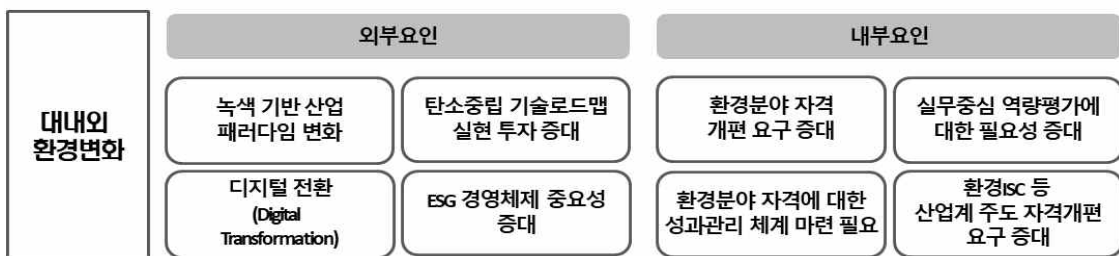 대내외
환경변화
외부요인
녹색 기반 산업
패러다임 변화
탄소중립 기술로드맵
실현 투자 증대
디지털 전환
(Digital
Transformation)
ESG 경영체제 중요성
증대
내부요인
환경분야 자격
개편 요구 증대
실무중심 역량평가에
대한 필요성 증대
환경분야 자격에 대한
성과관리 체계 마련 필요
환경ISC 등
산업계 주도 자격개편
요구 증대